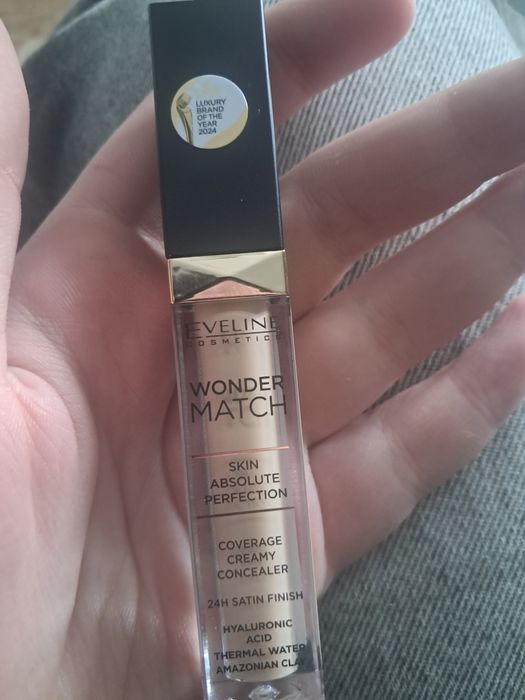 LUXURY
BRAND
OF THE
YEAR
2024
EVELINE
COSMETICS
WONDER
MATCH
SKIN
ABSOLUTE
PERFECTION
COVERAGE
CREAMY
CONCEALER
24H SATIN FINISH
HYALURONIC
ACID
THERMAL WATER
AMAZONIAN CLAY